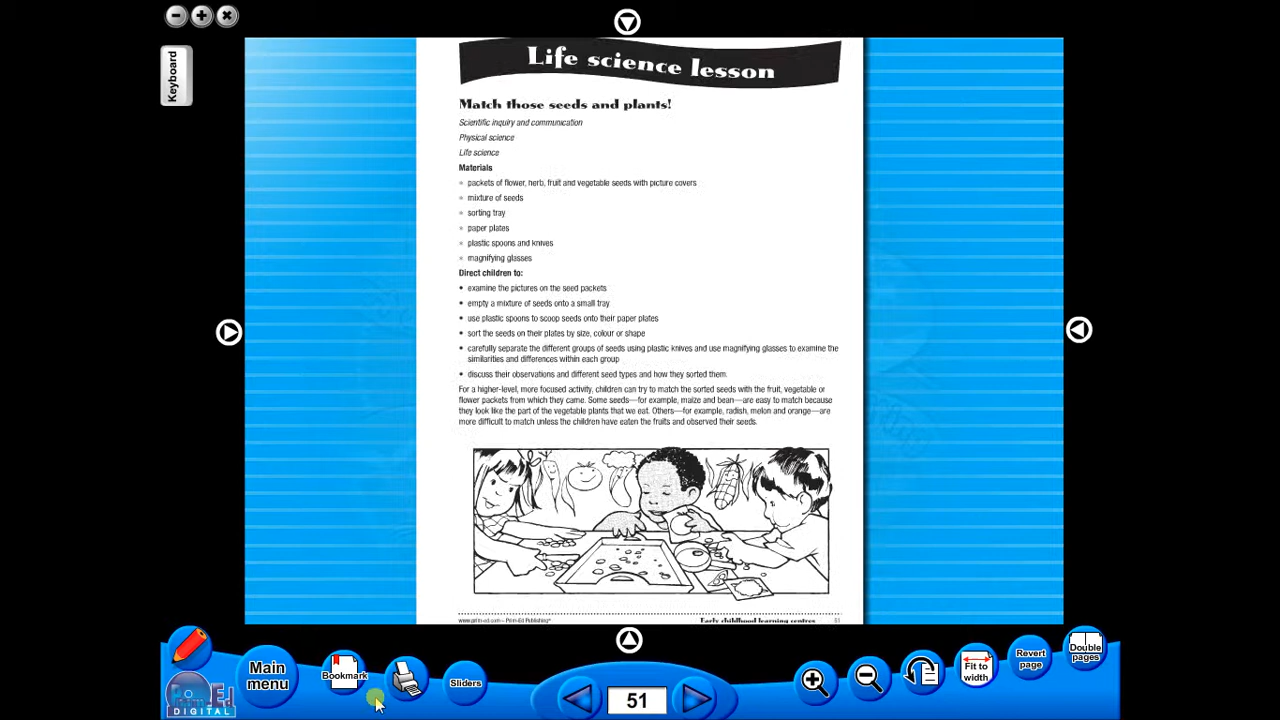 Keyboard
Life science lesson
Match those seeds and plants!
Scientific inquiry and communication
Physical science
Life science
Materials
packets of flower, herb, fruit and vegetable seeds with picture covers
mixture of seeds
sorting tray
paper plates
plastic spoons and knives
magnifying glasses
Direct children to:
• examine the pictures on the seed packets
• empty a mixture of seeds onto a small tray
• use plastic spoons to scoop seeds onto their paper plates
• sort the seeds on their plates by size, colour or shape
• carefully separate the different groups of seeds using plastic knives and use magnifying glasses to examine the
similarities and differences within each group
• discuss their observations and different seed types and how they sorted them.
For a higher-level, more focused activity, children can try to match the sorted seeds with the fruit, vegetable or
flower packets from which they came. Some seeds—for example, maize and bean—are easy to match because
they look like the part of the vegetable plants that we eat. Others—for example, radish, melon and orange—are
more difficult to match unless the children have eaten the fruits and observed their seeds.
www.prim-ed.com – Prim-Ed Publishing® Early childhood learning centres 51
Main
menu
Bookmark
Sliders
51
Fit to
width
Revert
page
Double
pages
DIGITAL